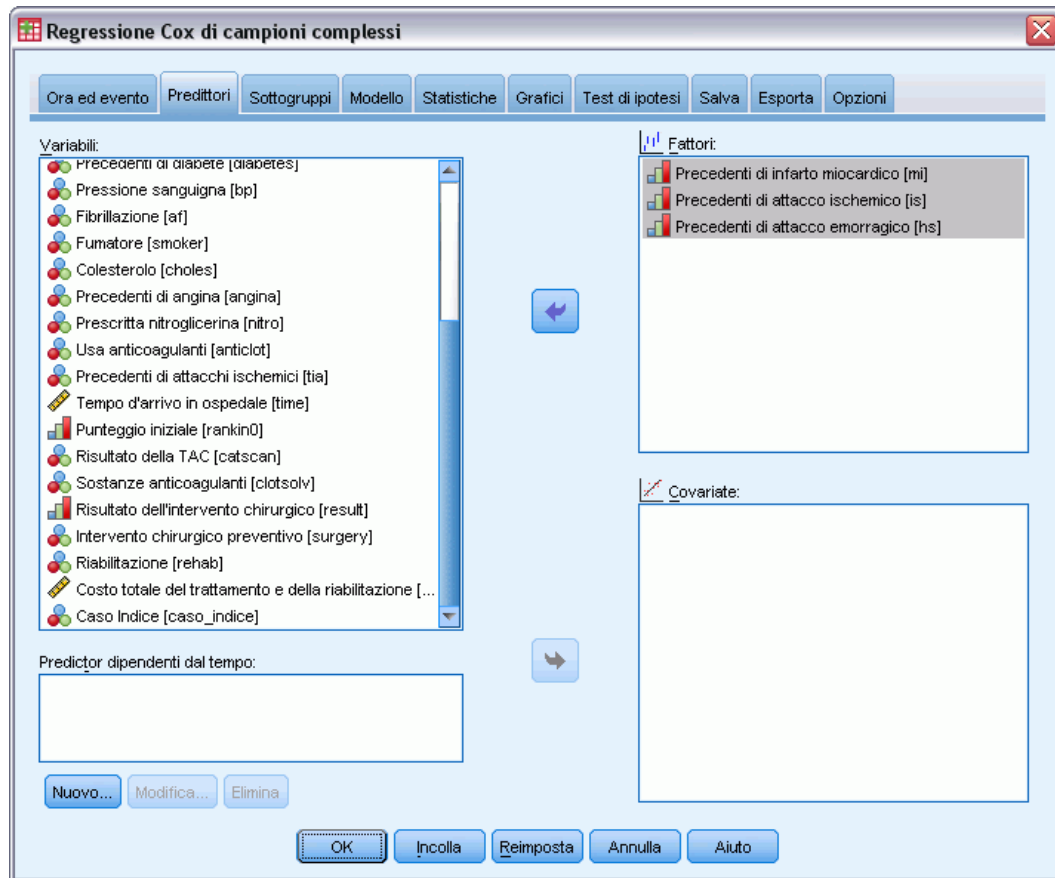 Regressione Cox di campioni complessi
Ora ed evento Predittori Sottogruppi Modello Statistiche Grafici Test di ipotesi Salva Esporta Opzioni
Variabili:
Precedenti di diabete [diabetes]
Pressione sanguigna [bp]
Fibrillazione [af]
Fumatore [smoker]
Colesterolo [choles]
Precedenti di angina [angina]
Prescritta nitroglicerina [nitro]
Usa anticoagulanti [anticlot]
Precedenti di attacchi ischemici [tia]
Tempo d'arrivo in ospedale [time]
Punteggio iniziale [rankin0]
Risultato della TAC [catscan]
Sostanze anticoagulanti [clotsolv]
Risultato dell'intervento chirurgico [result]
Intervento chirurgico preventivo [surgery]
Riabilitazione [rehab]
Costo totale del trattamento e della riabilitazione [...
Caso Indice [caso_indice]
Predictor dipendenti dal tempo:
Nuovo... Modifica... Elimina
Fattori:
Precedenti di infarto miocardico [mi]
Precedenti di attacco ischemico [is]
Precedenti di attacco emorragico [hs]
Covariate:
OK Incolla Reimposta Annulla Aiuto